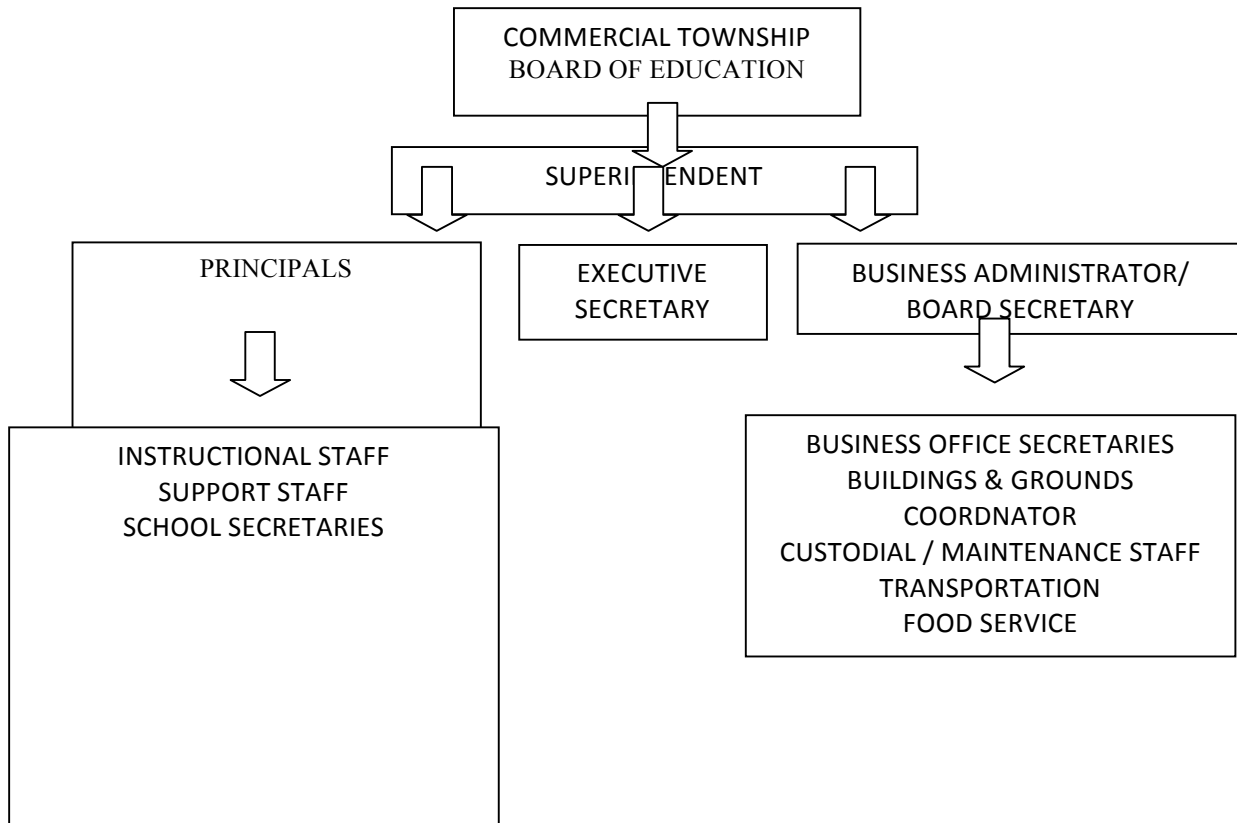 COMMERCIAL TOWNSHIP
BOARD OF EDUCATION
SUPERINTENDENT
PRINCIPALS
EXECUTIVE
SECRETARY
BUSINESS ADMINISTRATOR/
BOARD SECRETARY
INSTRUCTIONAL STAFF
SUPPORT STAFF
SCHOOL SECRETARIES
BUSINESS OFFICE SECRETARIES
BUILDINGS & GROUNDS
COORDNATOR
CUSTODIAL / MAINTENANCE STAFF
TRANSPORTATION
FOOD SERVICE